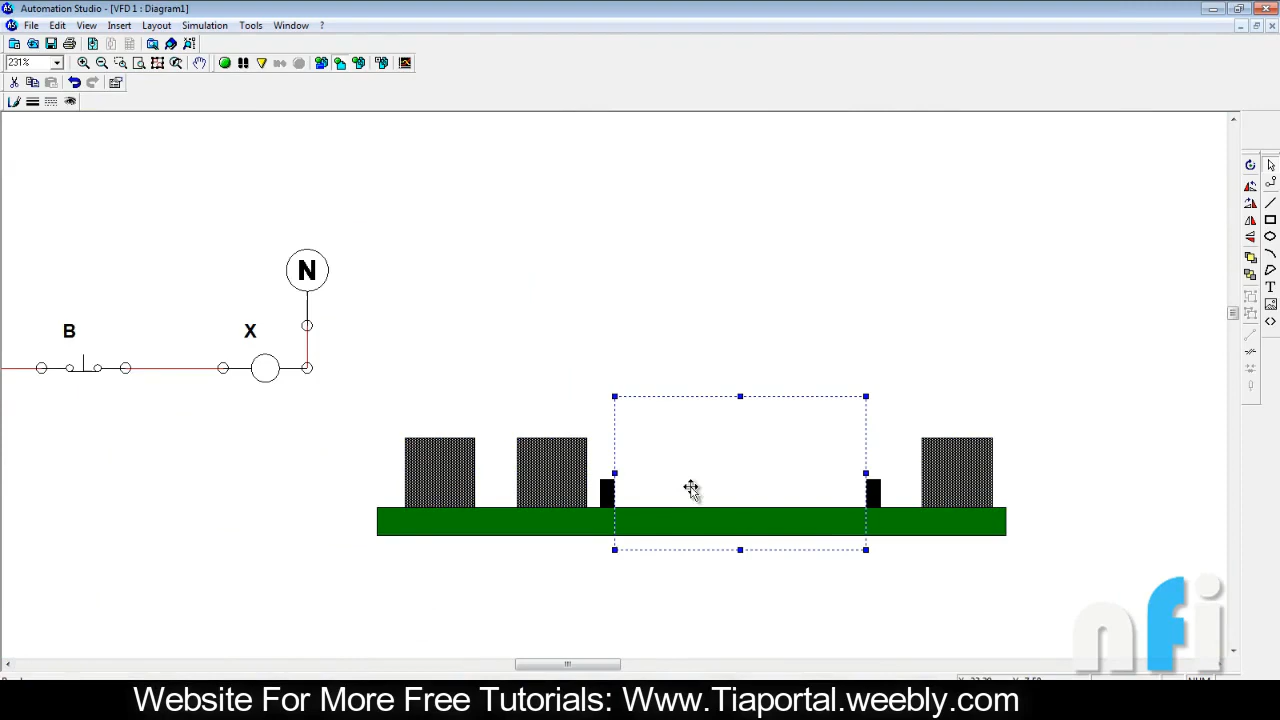 Automation Studio - [VFD 1 : Diagram1]
File Edit View Insert Layout Simulation Tools Window ?
231%
T
N
B
X
nfi
Website For More Free Tutorials: Www.Tiaportal.weebly.com